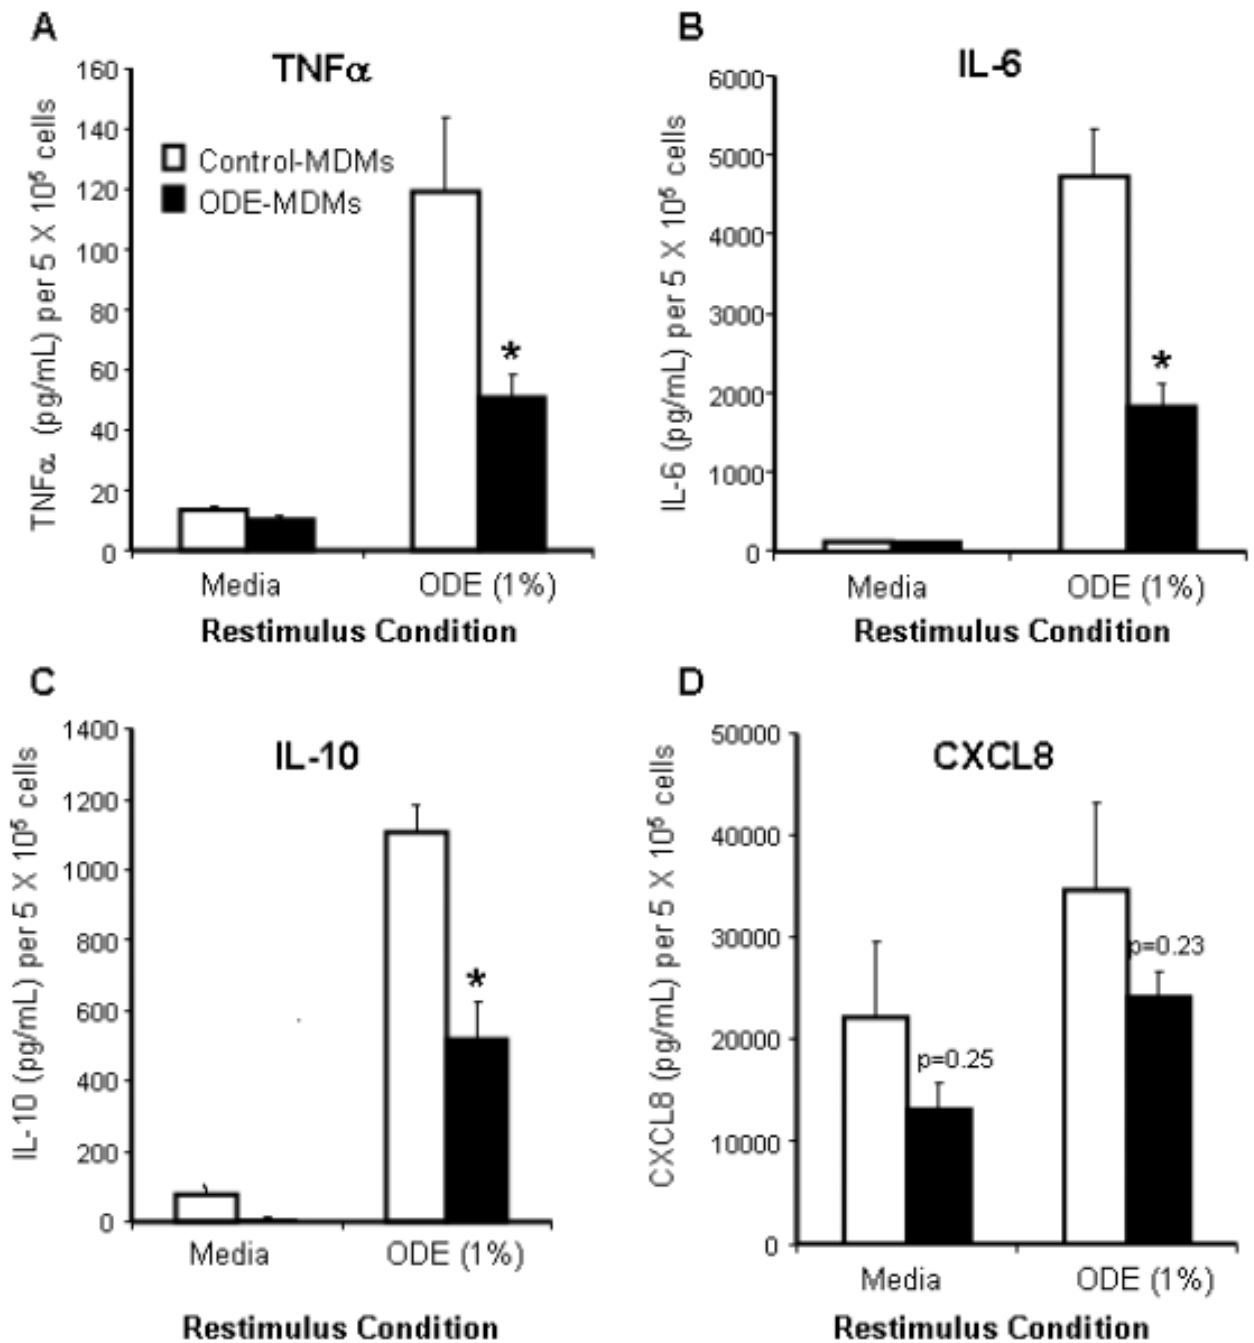 A
TNFα
160
140
120
100
80
60
40
20
0
TNFα (pg/mL) per 5 X 10⁵ cells
Control-MDMs
ODE-MDMs
*
Media
ODE (1%)
Restimulus Condition
B
IL-6
6000
5000
4000
3000
2000
1000
0
IL-6 (pg/mL) per 5 X 10⁵ cells
*
Media
ODE (1%)
Restimulus Condition
C
IL-10
1400
1200
1000
800
600
400
200
0
IL-10 (pg/mL) per 5 X 10⁵ cells
*
Media
ODE (1%)
Restimulus Condition
D
CXCL8
50000
40000
30000
20000
10000
0
CXCL8 (pg/mL) per 5 X 10⁵ cells
p=0.25
p=0.23
Media
ODE (1%)
Restimulus Condition